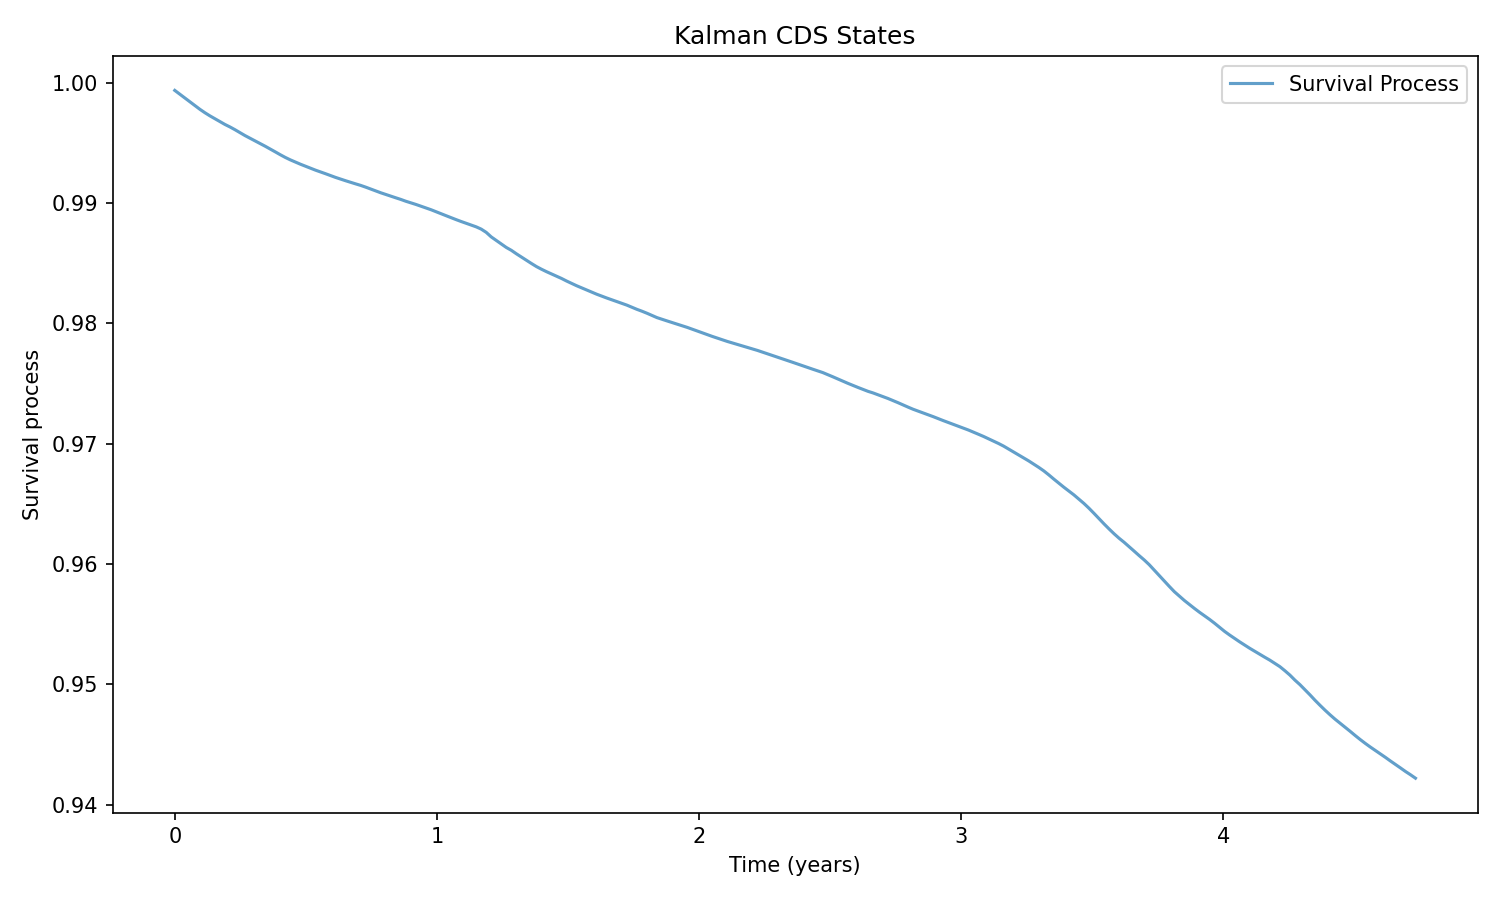 Kalman CDS States
Survival Process
1.00
0.99
0.98
0.97
0.96
0.95
0.94
Survival process
0 1 2 3 4
Time (years)